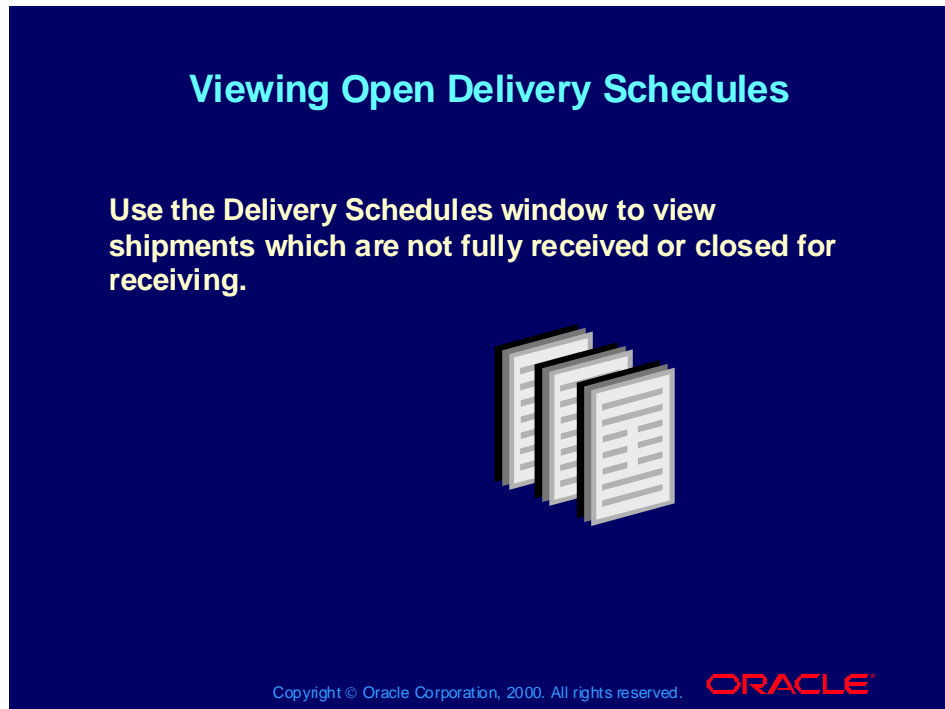 Viewing Open Delivery Schedules
Use the Delivery Schedules window to view
shipments which are not fully received or closed for
receiving.
Copyright © Oracle Corporation, 2000. All rights reserved.
ORACLE®